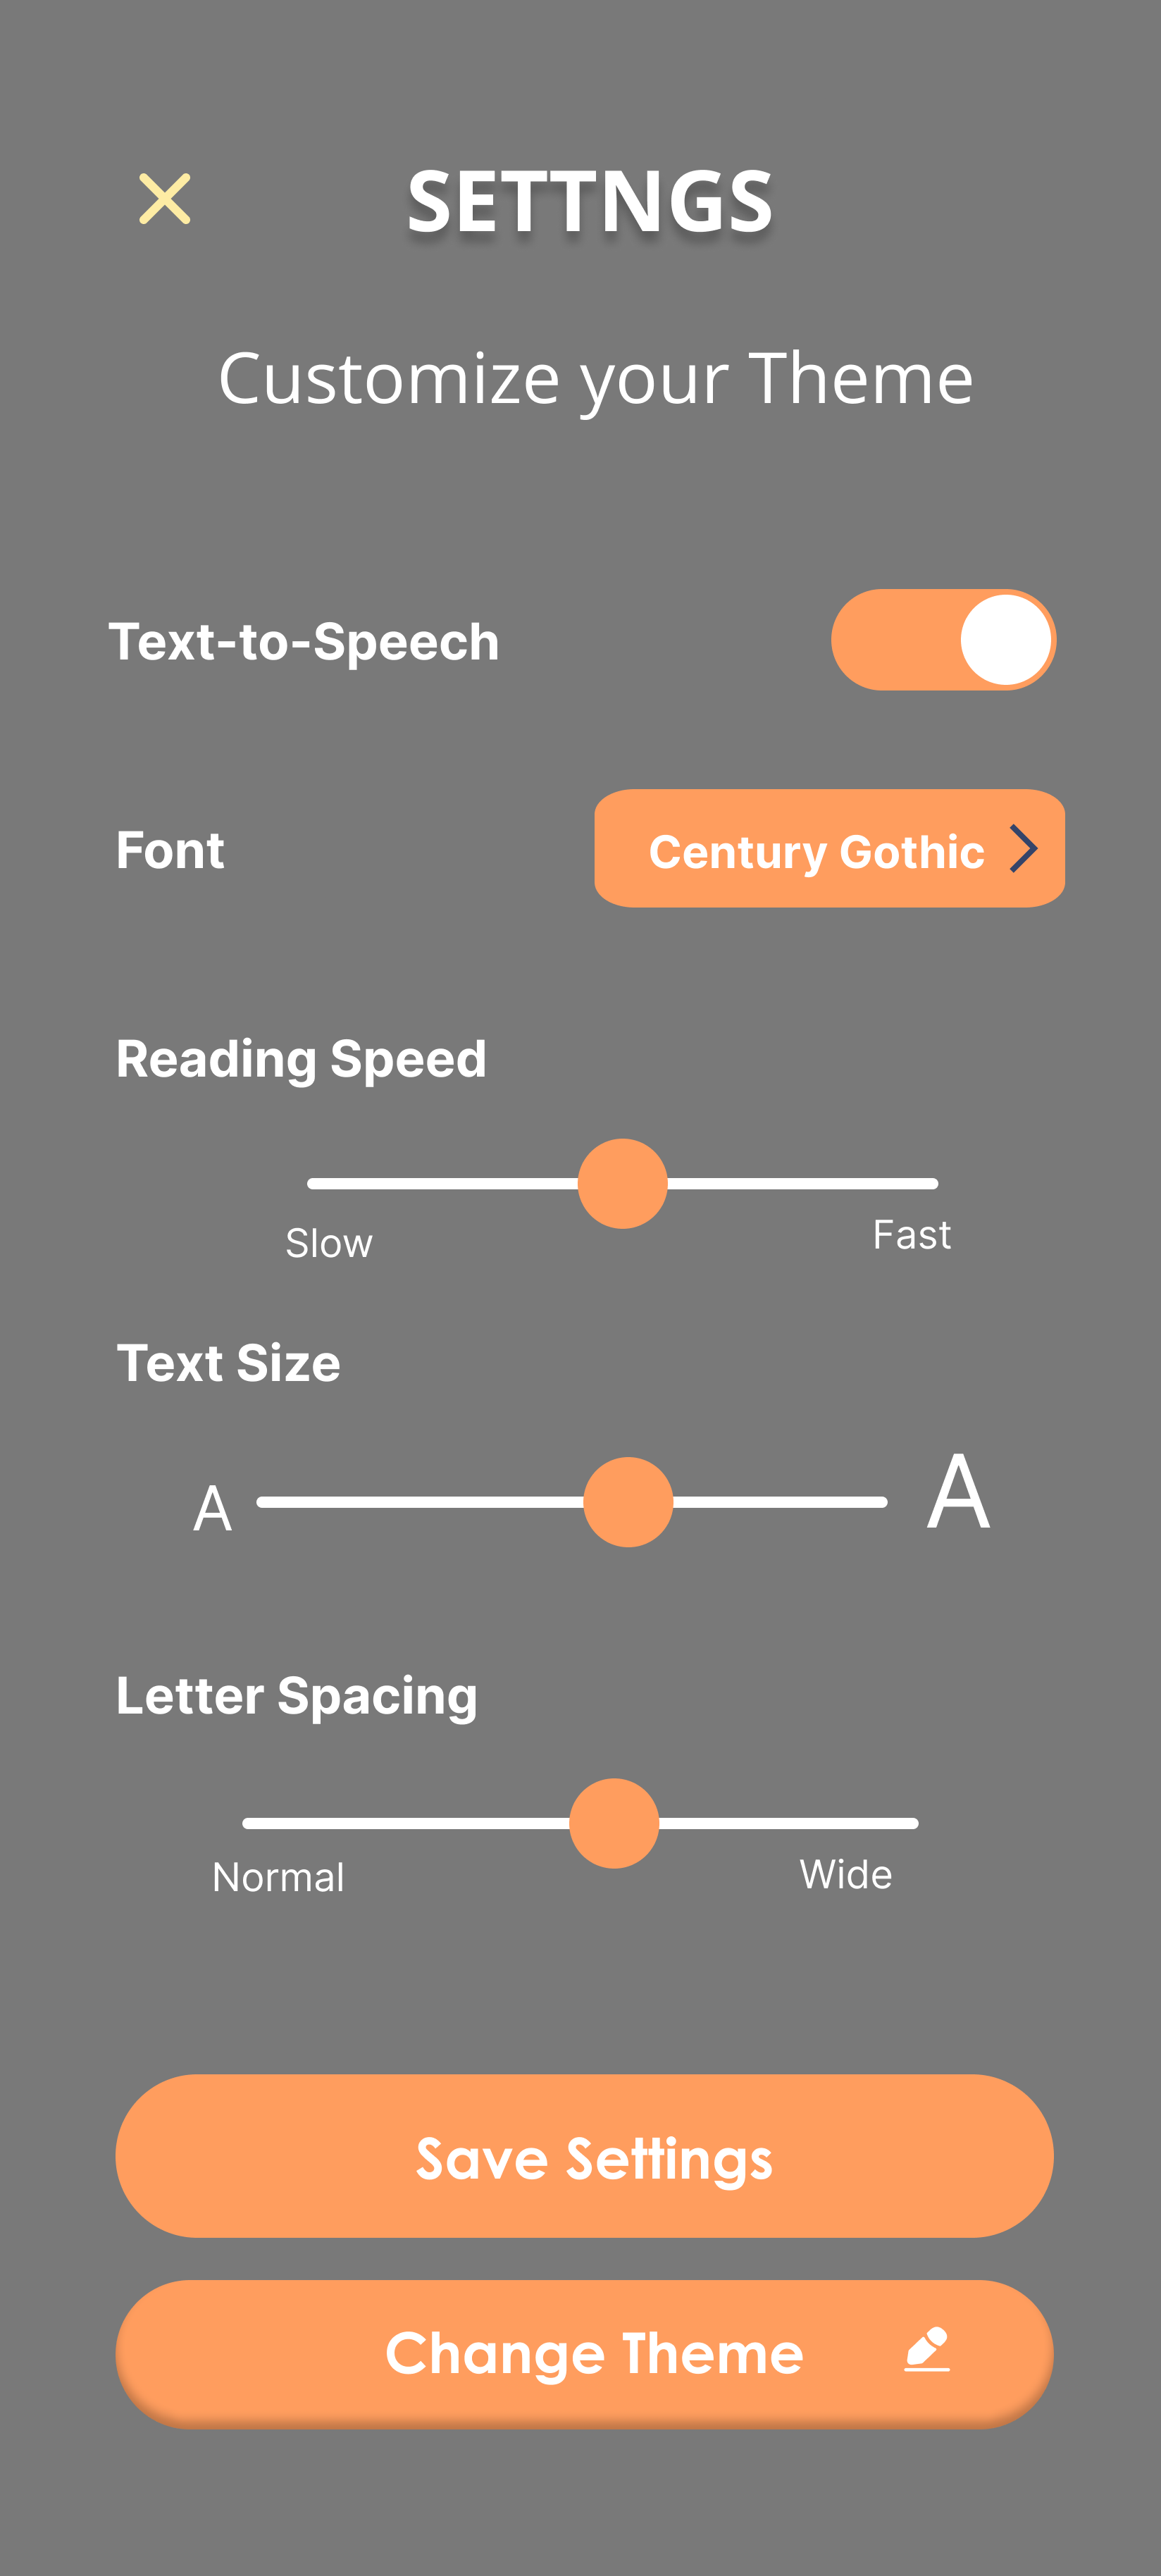 SETTNGS
Customize your Theme
Text-to-Speech
Font
Century Gothic
Reading Speed
Slow
Fast
Text Size
A
A
Letter Spacing
Normal
Wide
Save Settings
Change Theme